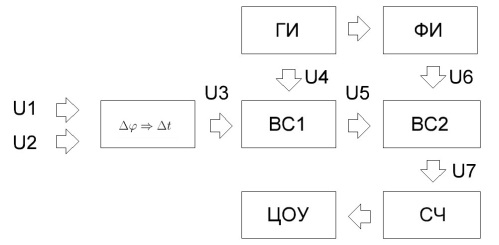 ГИ ФИ
U4 U6
U1 U3 U5
U2 Δφ ⇒ Δt ВС1 ВС2
U7
ЦОУ СЧ